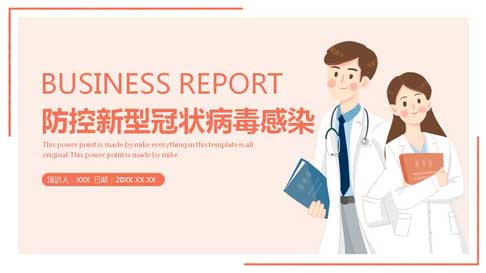 BUSINESS REPORT
防控新型冠状病毒感染
This power point is made by mike everything in this template is all
original. This power point is made by mike.
演讲人：XXX 日期：20XX.XX.XX